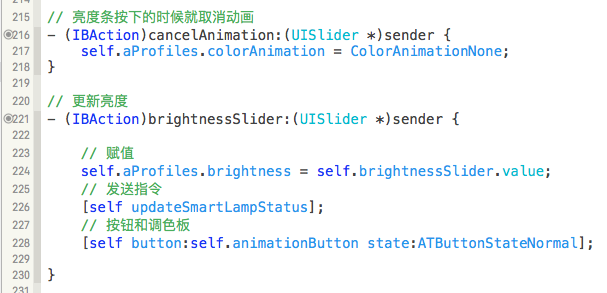 214
215 // 亮度条按下的时候就取消动画
216 - (IBAction)cancelAnimation:(UISlider *)sender {
217 self.aProfiles.colorAnimation = ColorAnimationNone;
218 }
219
220 // 更新亮度
221 - (IBAction)brightnessSlider:(UISlider *)sender {
222
223 // 赋值
224 self.aProfiles.brightness = self.brightnessSlider.value;
225 // 发送指令
226 [self updateSmartLampStatus];
227 // 按钮和调色板
228 [self button:self.animationButton state:ATButtonStateNormal];
229
230 }
231